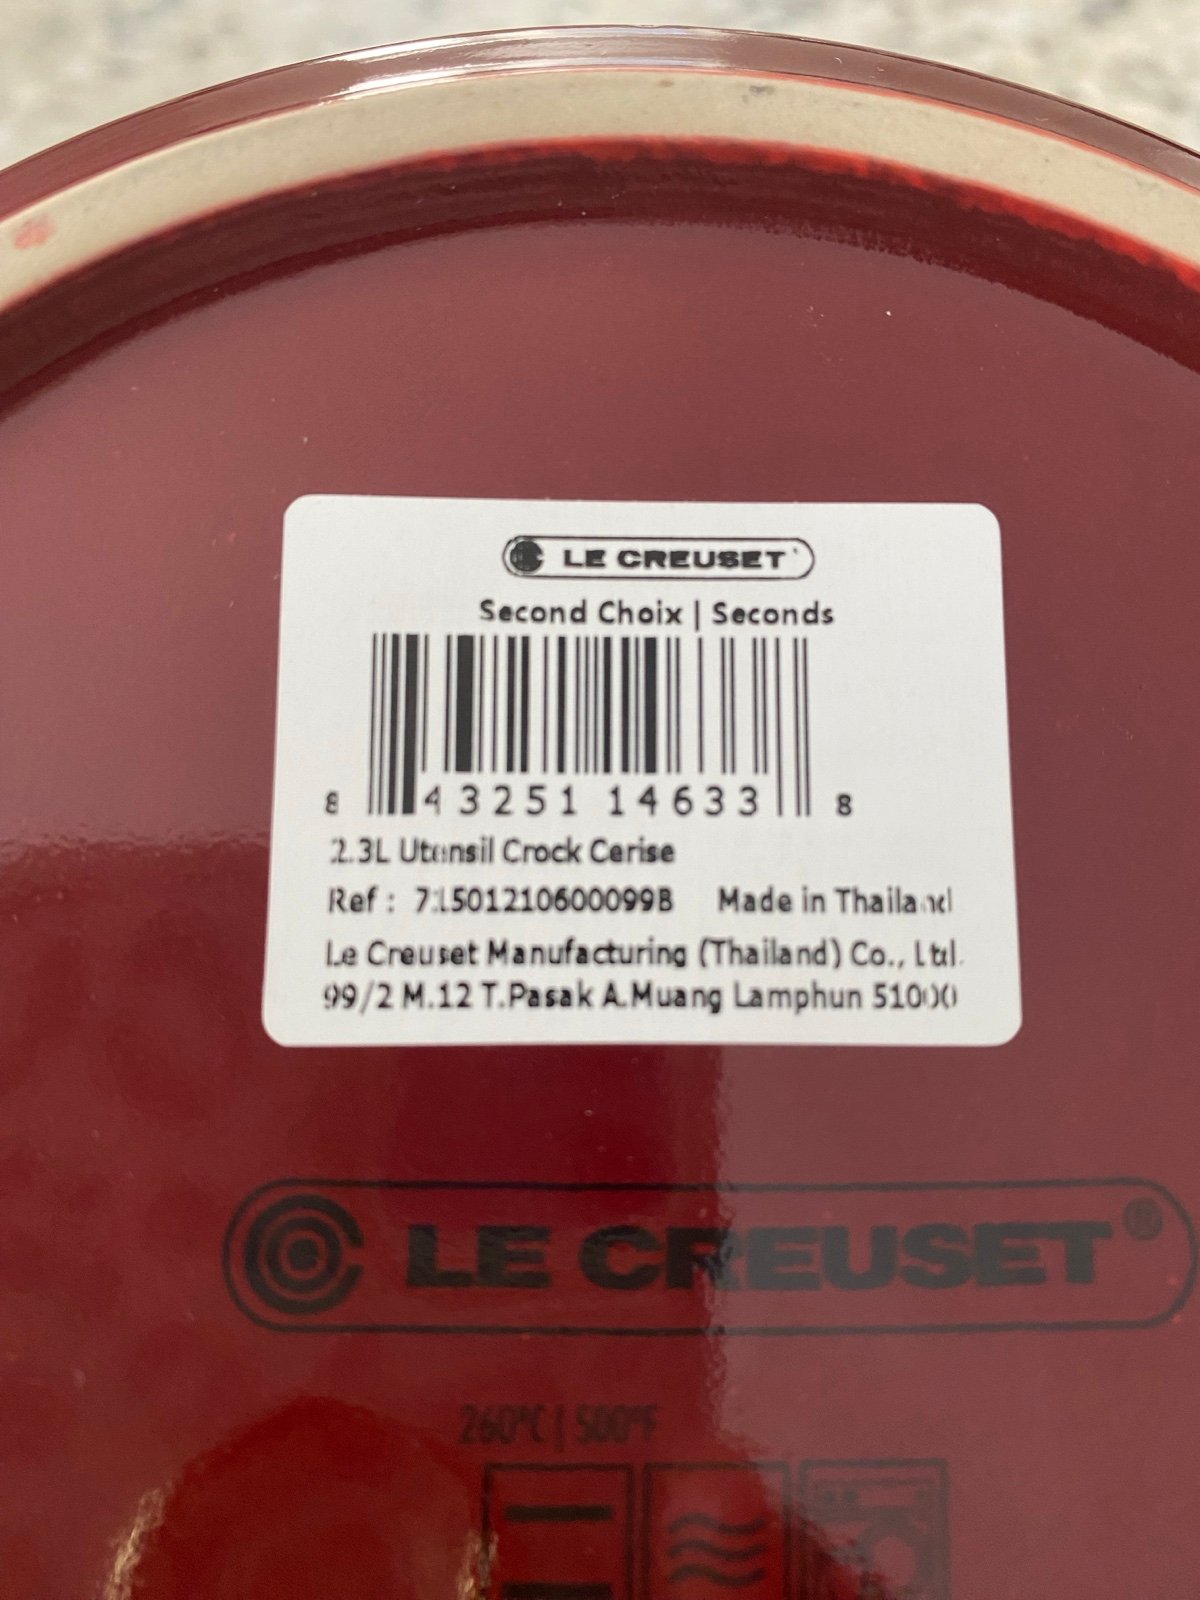 LE CREUSET
Second Choix | Seconds
8 43251 14633 8
2.3L Utensil Crock Cerise
Ref : 71501210600099B Made in Thailand
Le Creuset Manufacturing (Thailand) Co., Ltd.
99/2 M.12 T.Pasak A.Muang Lamphun 51000
LE CREUSET®
260°C | 500°F